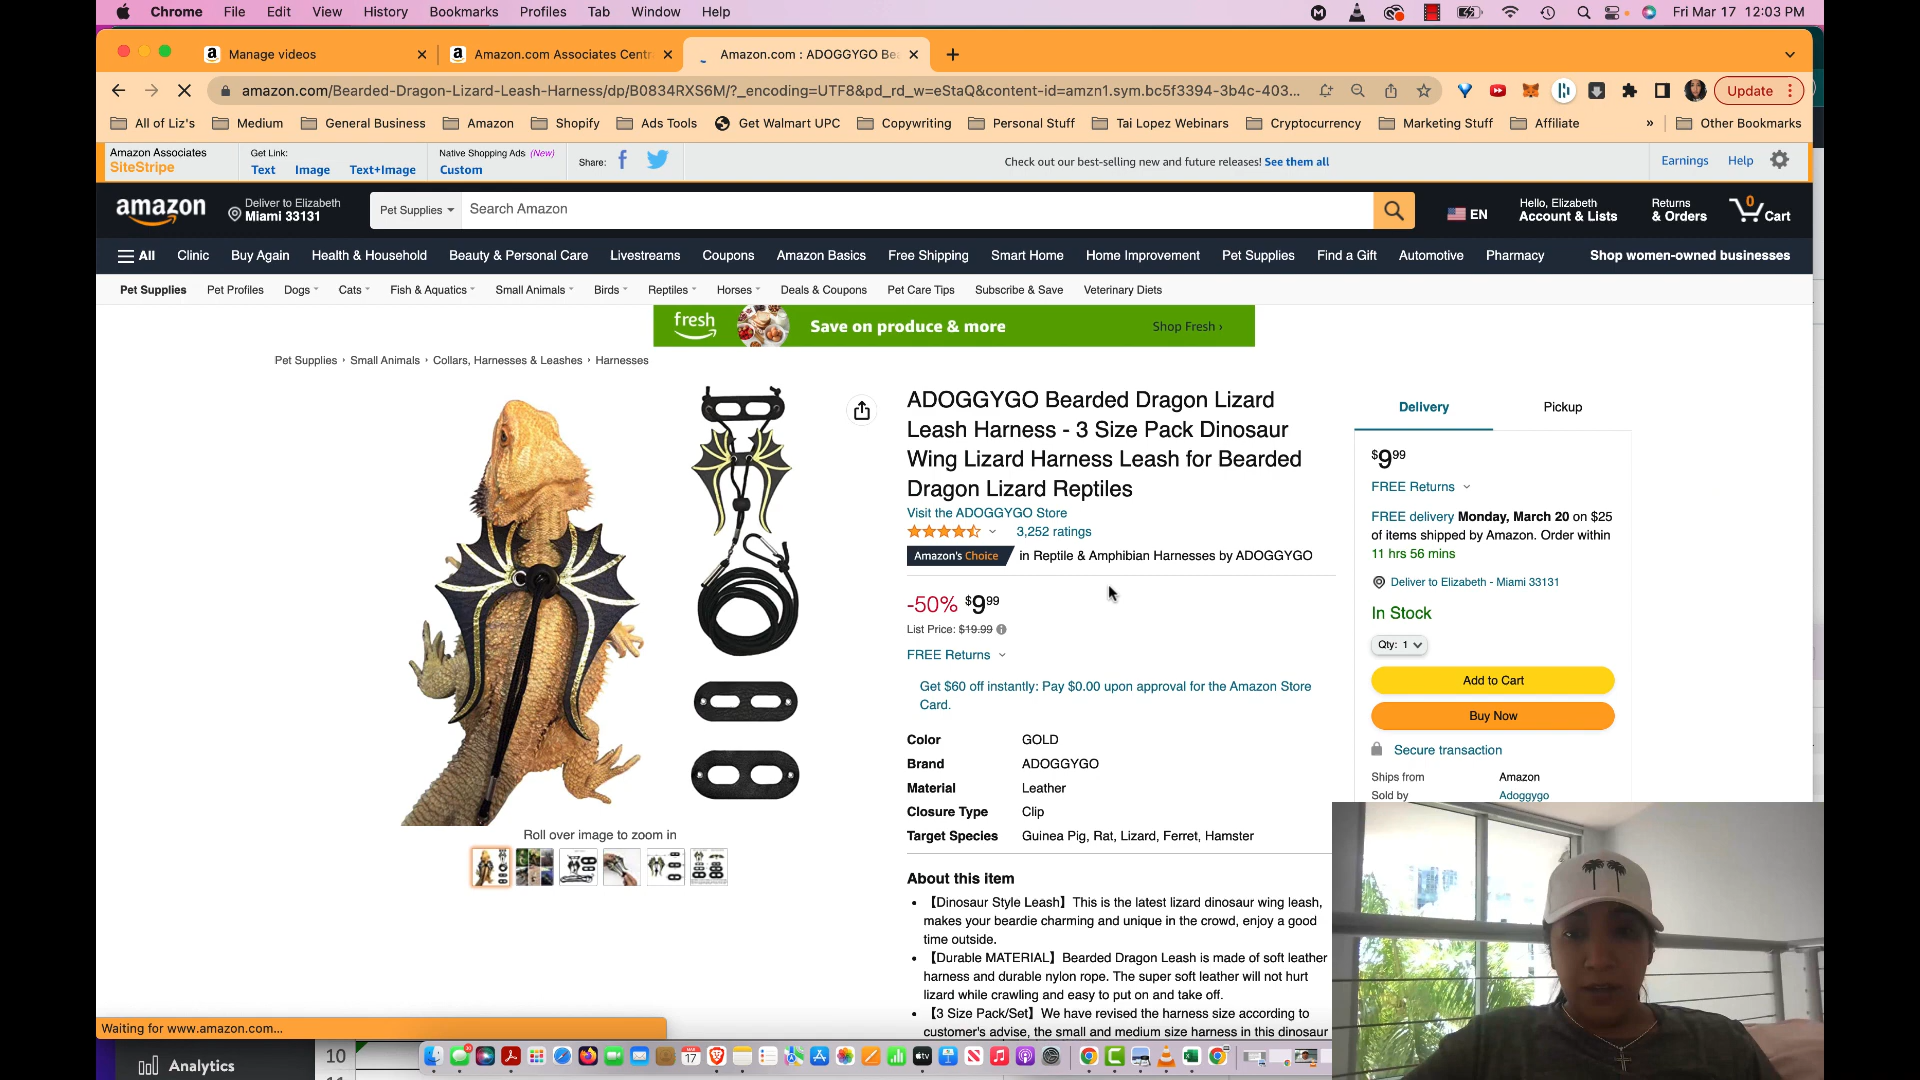 Chrome File Edit View History Bookmarks Profiles Tab Window Help Fri Mar 17 12:03 PM
Manage videos Amazon.com Associates Centr Amazon.com : ADOGGYGO Be
amazon.com/Bearded-Dragon-Lizard-Leash-Harness/dp/B0834RXS6M/?_encoding=UTF8&pd_rd_w=eStaQ&content-id=amzn1.sym.bc5f3394-3b4c-403... Update
All of Liz's Medium General Business Amazon Shopify Ads Tools Get Walmart UPC Copywriting Personal Stuff Tai Lopez Webinars Cryptocurrency Marketing Stuff Affiliate » Other Bookmarks
Amazon Associates
SiteStripe
Get Link:
Text Image Text+Image
Native Shopping Ads (New)
Custom
Share:
Check out our best-selling new and future releases! See them all
Earnings Help
amazon
Deliver to Elizabeth
Miami 33131
Pet Supplies Search Amazon
EN
Hello, Elizabeth
Account & Lists
Returns
& Orders
0
Cart
All Clinic Buy Again Health & Household Beauty & Personal Care Livestreams Coupons Amazon Basics Free Shipping Smart Home Home Improvement Pet Supplies Find a Gift Automotive Pharmacy Shop women-owned businesses
Pet Supplies Pet Profiles Dogs Cats Fish & Aquatics Small Animals Birds Reptiles Horses Deals & Coupons Pet Care Tips Subscribe & Save Veterinary Diets
fresh Save on produce & more Shop Fresh ›
Pet Supplies › Small Animals › Collars, Harnesses & Leashes › Harnesses
ADOGGYGO Bearded Dragon Lizard
Leash Harness - 3 Size Pack Dinosaur
Wing Lizard Harness Leash for Bearded
Dragon Lizard Reptiles
Visit the ADOGGYGO Store
3,252 ratings
Amazon's Choice in Reptile & Amphibian Harnesses by ADOGGYGO
-50% $9 99
List Price: $19.99
FREE Returns
Get $60 off instantly: Pay $0.00 upon approval for the Amazon Store
Card.
Color GOLD
Brand ADOGGYGO
Material Leather
Closure Type Clip
Target Species Guinea Pig, Rat, Lizard, Ferret, Hamster
About this item
• 【Dinosaur Style Leash】This is the latest lizard dinosaur wing leash,
makes your beardie charming and unique in the crowd, enjoy a good
time outside.
• 【Durable MATERIAL】Bearded Dragon Leash is made of soft leather
harness and durable nylon rope. The super soft leather will not hurt
lizard while crawling and easy to put on and take off.
• 【3 Size Pack/Set】We have revised the harness size according to
customer's advise, the small and medium size harness in this dinosaur
Roll over image to zoom in
Delivery Pickup
$9 99
FREE Returns
FREE delivery Monday, March 20 on $25
of items shipped by Amazon. Order within
11 hrs 56 mins
Deliver to Elizabeth - Miami 33131
In Stock
Qty: 1
Add to Cart
Buy Now
Secure transaction
Ships from Amazon
Sold by Adoggygo
Waiting for www.amazon.com...
Analytics
10